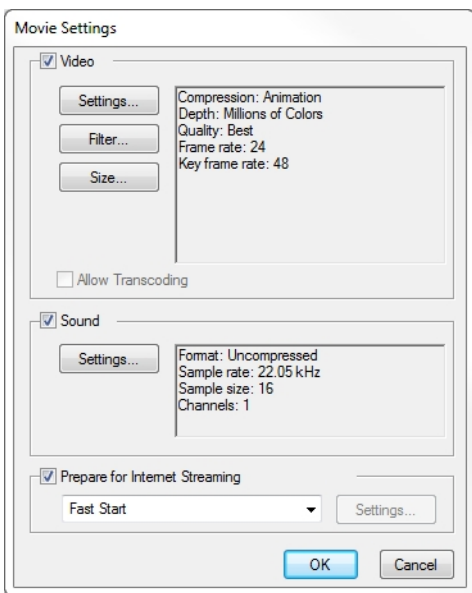 Movie Settings
Video
Settings...
Filter...
Size...
Compression: Animation
Depth: Millions of Colors
Quality: Best
Frame rate: 24
Key frame rate: 48
Allow Transcoding
Sound
Settings...
Format: Uncompressed
Sample rate: 22.05 kHz
Sample size: 16
Channels: 1
Prepare for Internet Streaming
Fast Start
Settings...
OK
Cancel